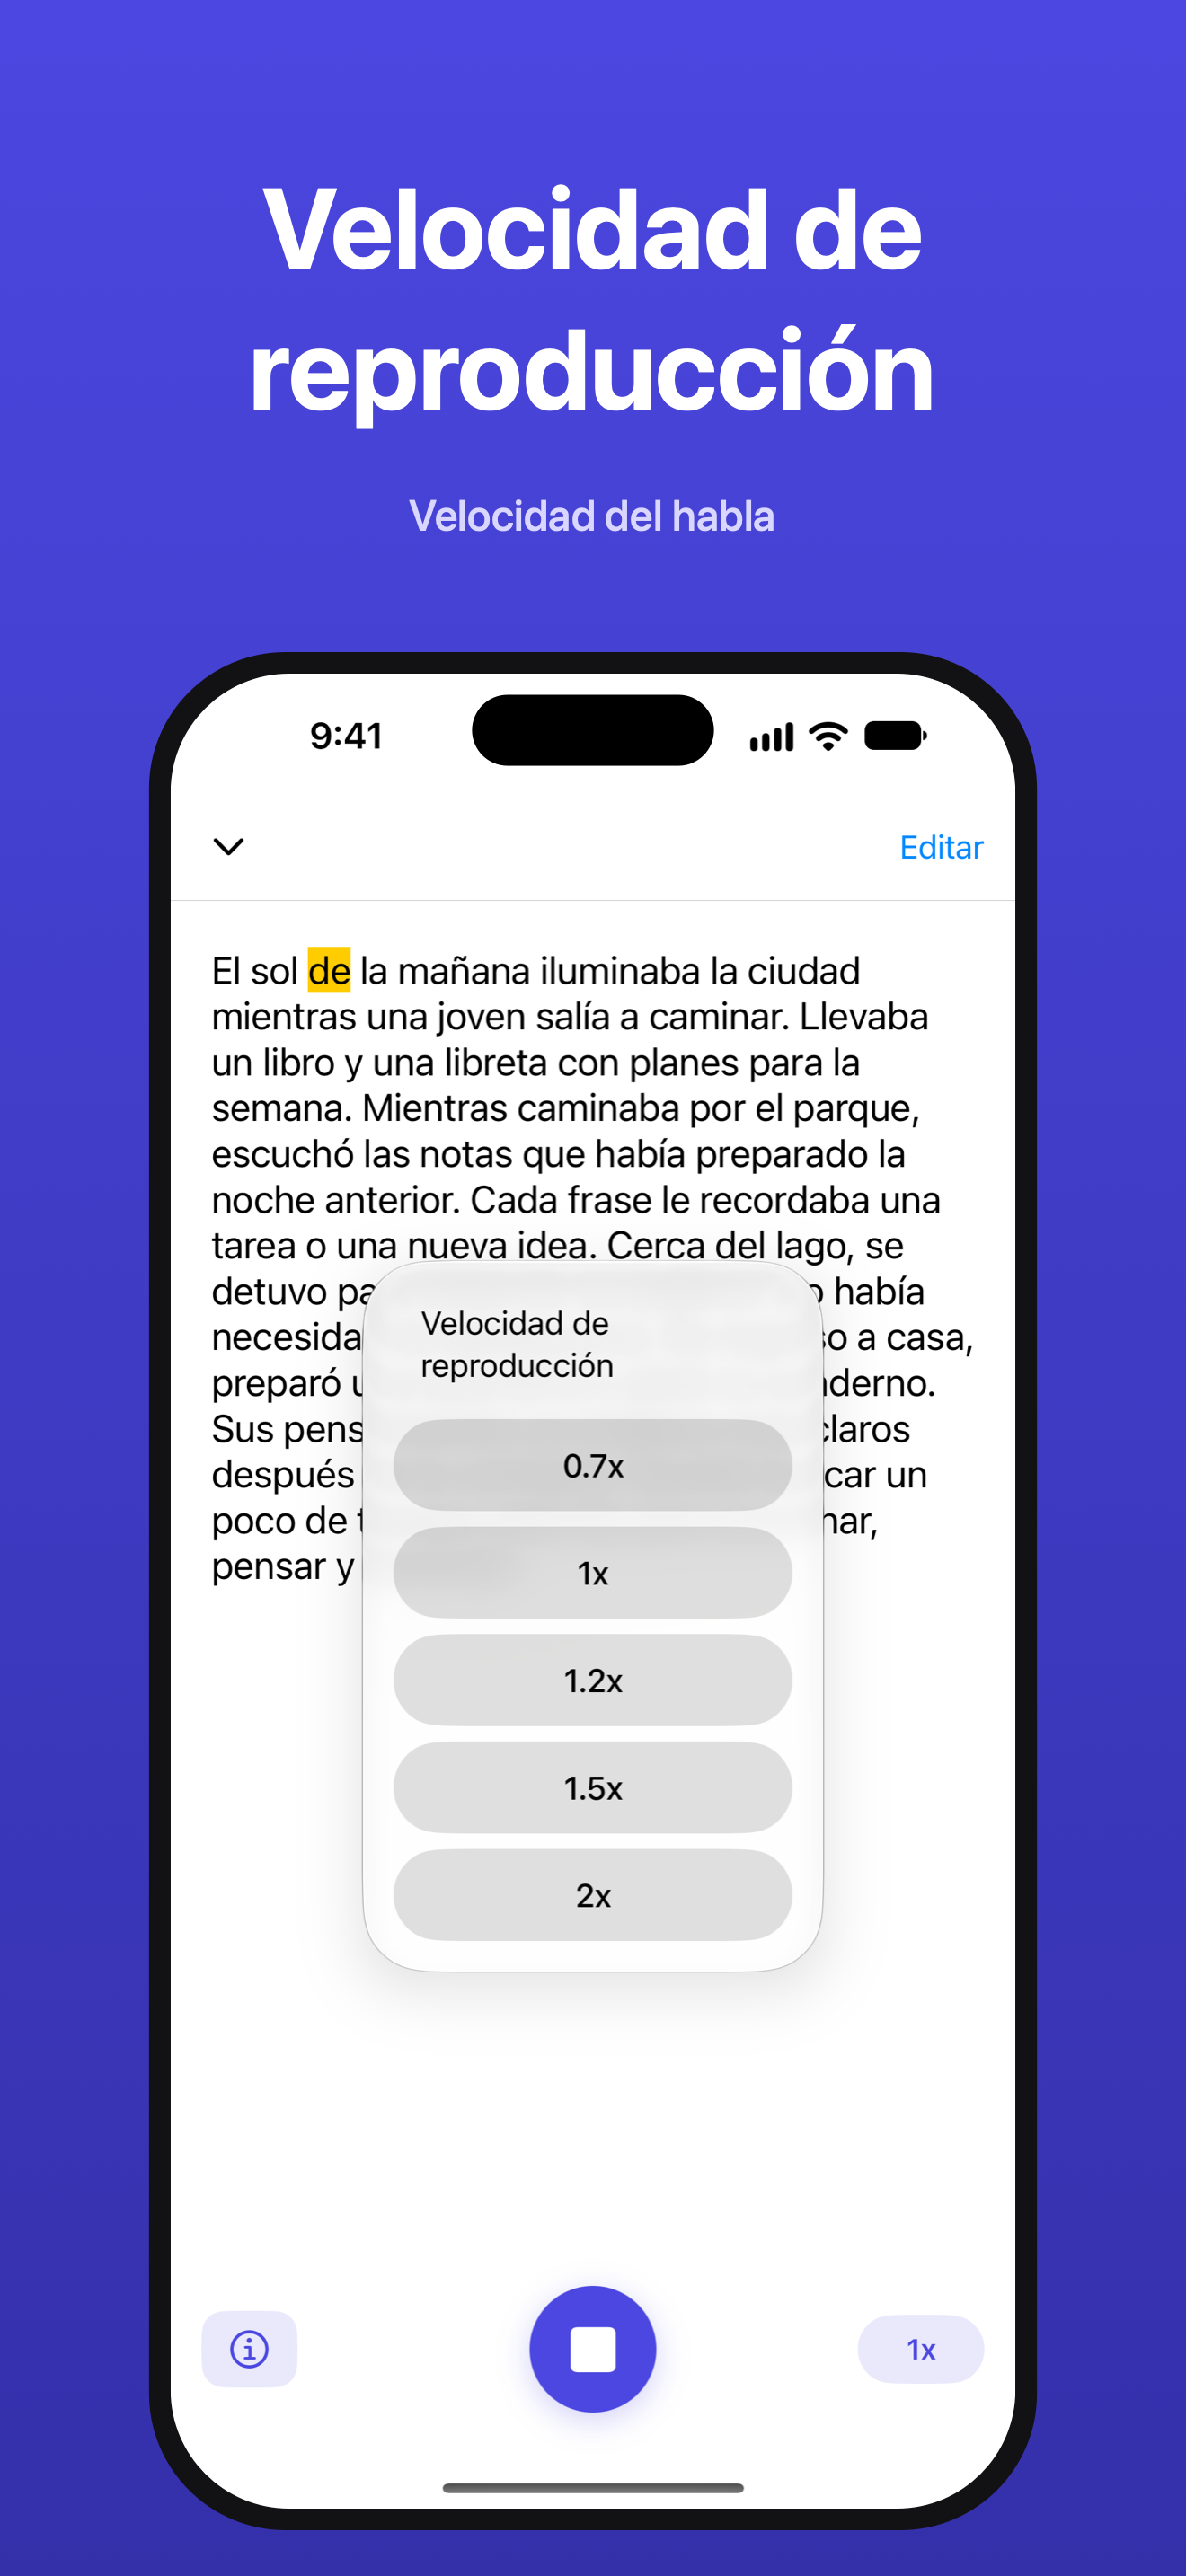 Velocidad de
reproducción
Velocidad del habla
9:41
Editar
El sol de la mañana iluminaba la ciudad
mientras una joven salía a caminar. Llevaba
un libro y una libreta con planes para la
semana. Mientras caminaba por el parque,
escuchó las notas que había preparado la
noche anterior. Cada frase le recordaba una
tarea o una nueva idea. Cerca del lago, se
detuvo había
a casa,
preparó
Sus
después un
poco de
pensar y
Velocidad de
reproducción
0.7x
1x
1.2x
1.5x
2x
1x